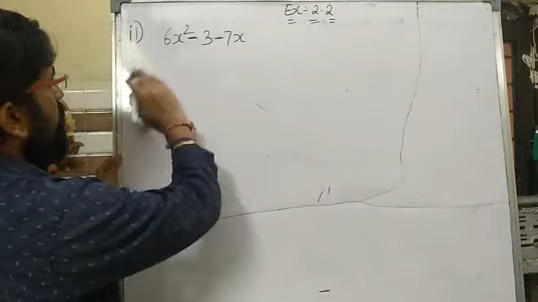 Ex:-2.2
ii) 6x² - 3 - 7x